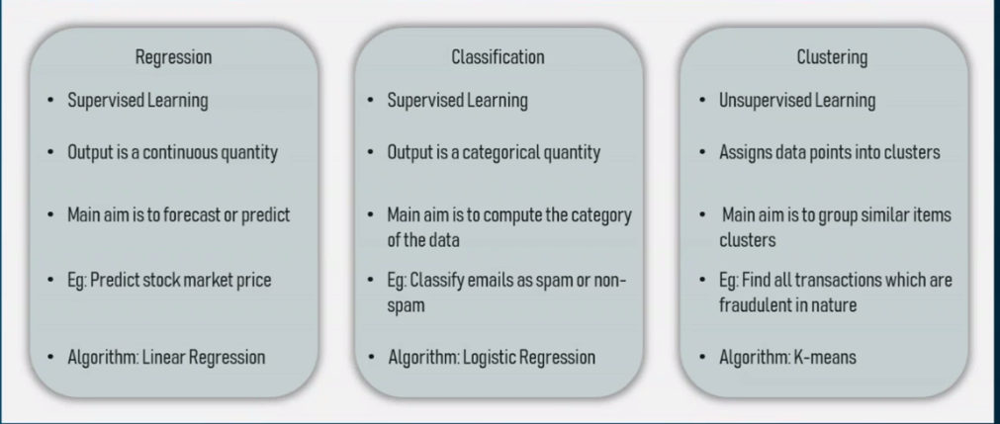 Regression
• Supervised Learning
• Output is a continuous quantity
• Main aim is to forecast or predict
• Eg: Predict stock market price
• Algorithm: Linear Regression
Classification
• Supervised Learning
• Output is a categorical quantity
• Main aim is to compute the category
of the data
• Eg: Classify emails as spam or non-
spam
• Algorithm: Logistic Regression
Clustering
• Unsupervised Learning
• Assigns data points into clusters
• Main aim is to group similar items
clusters
• Eg: Find all transactions which are
fraudulent in nature
• Algorithm: K-means